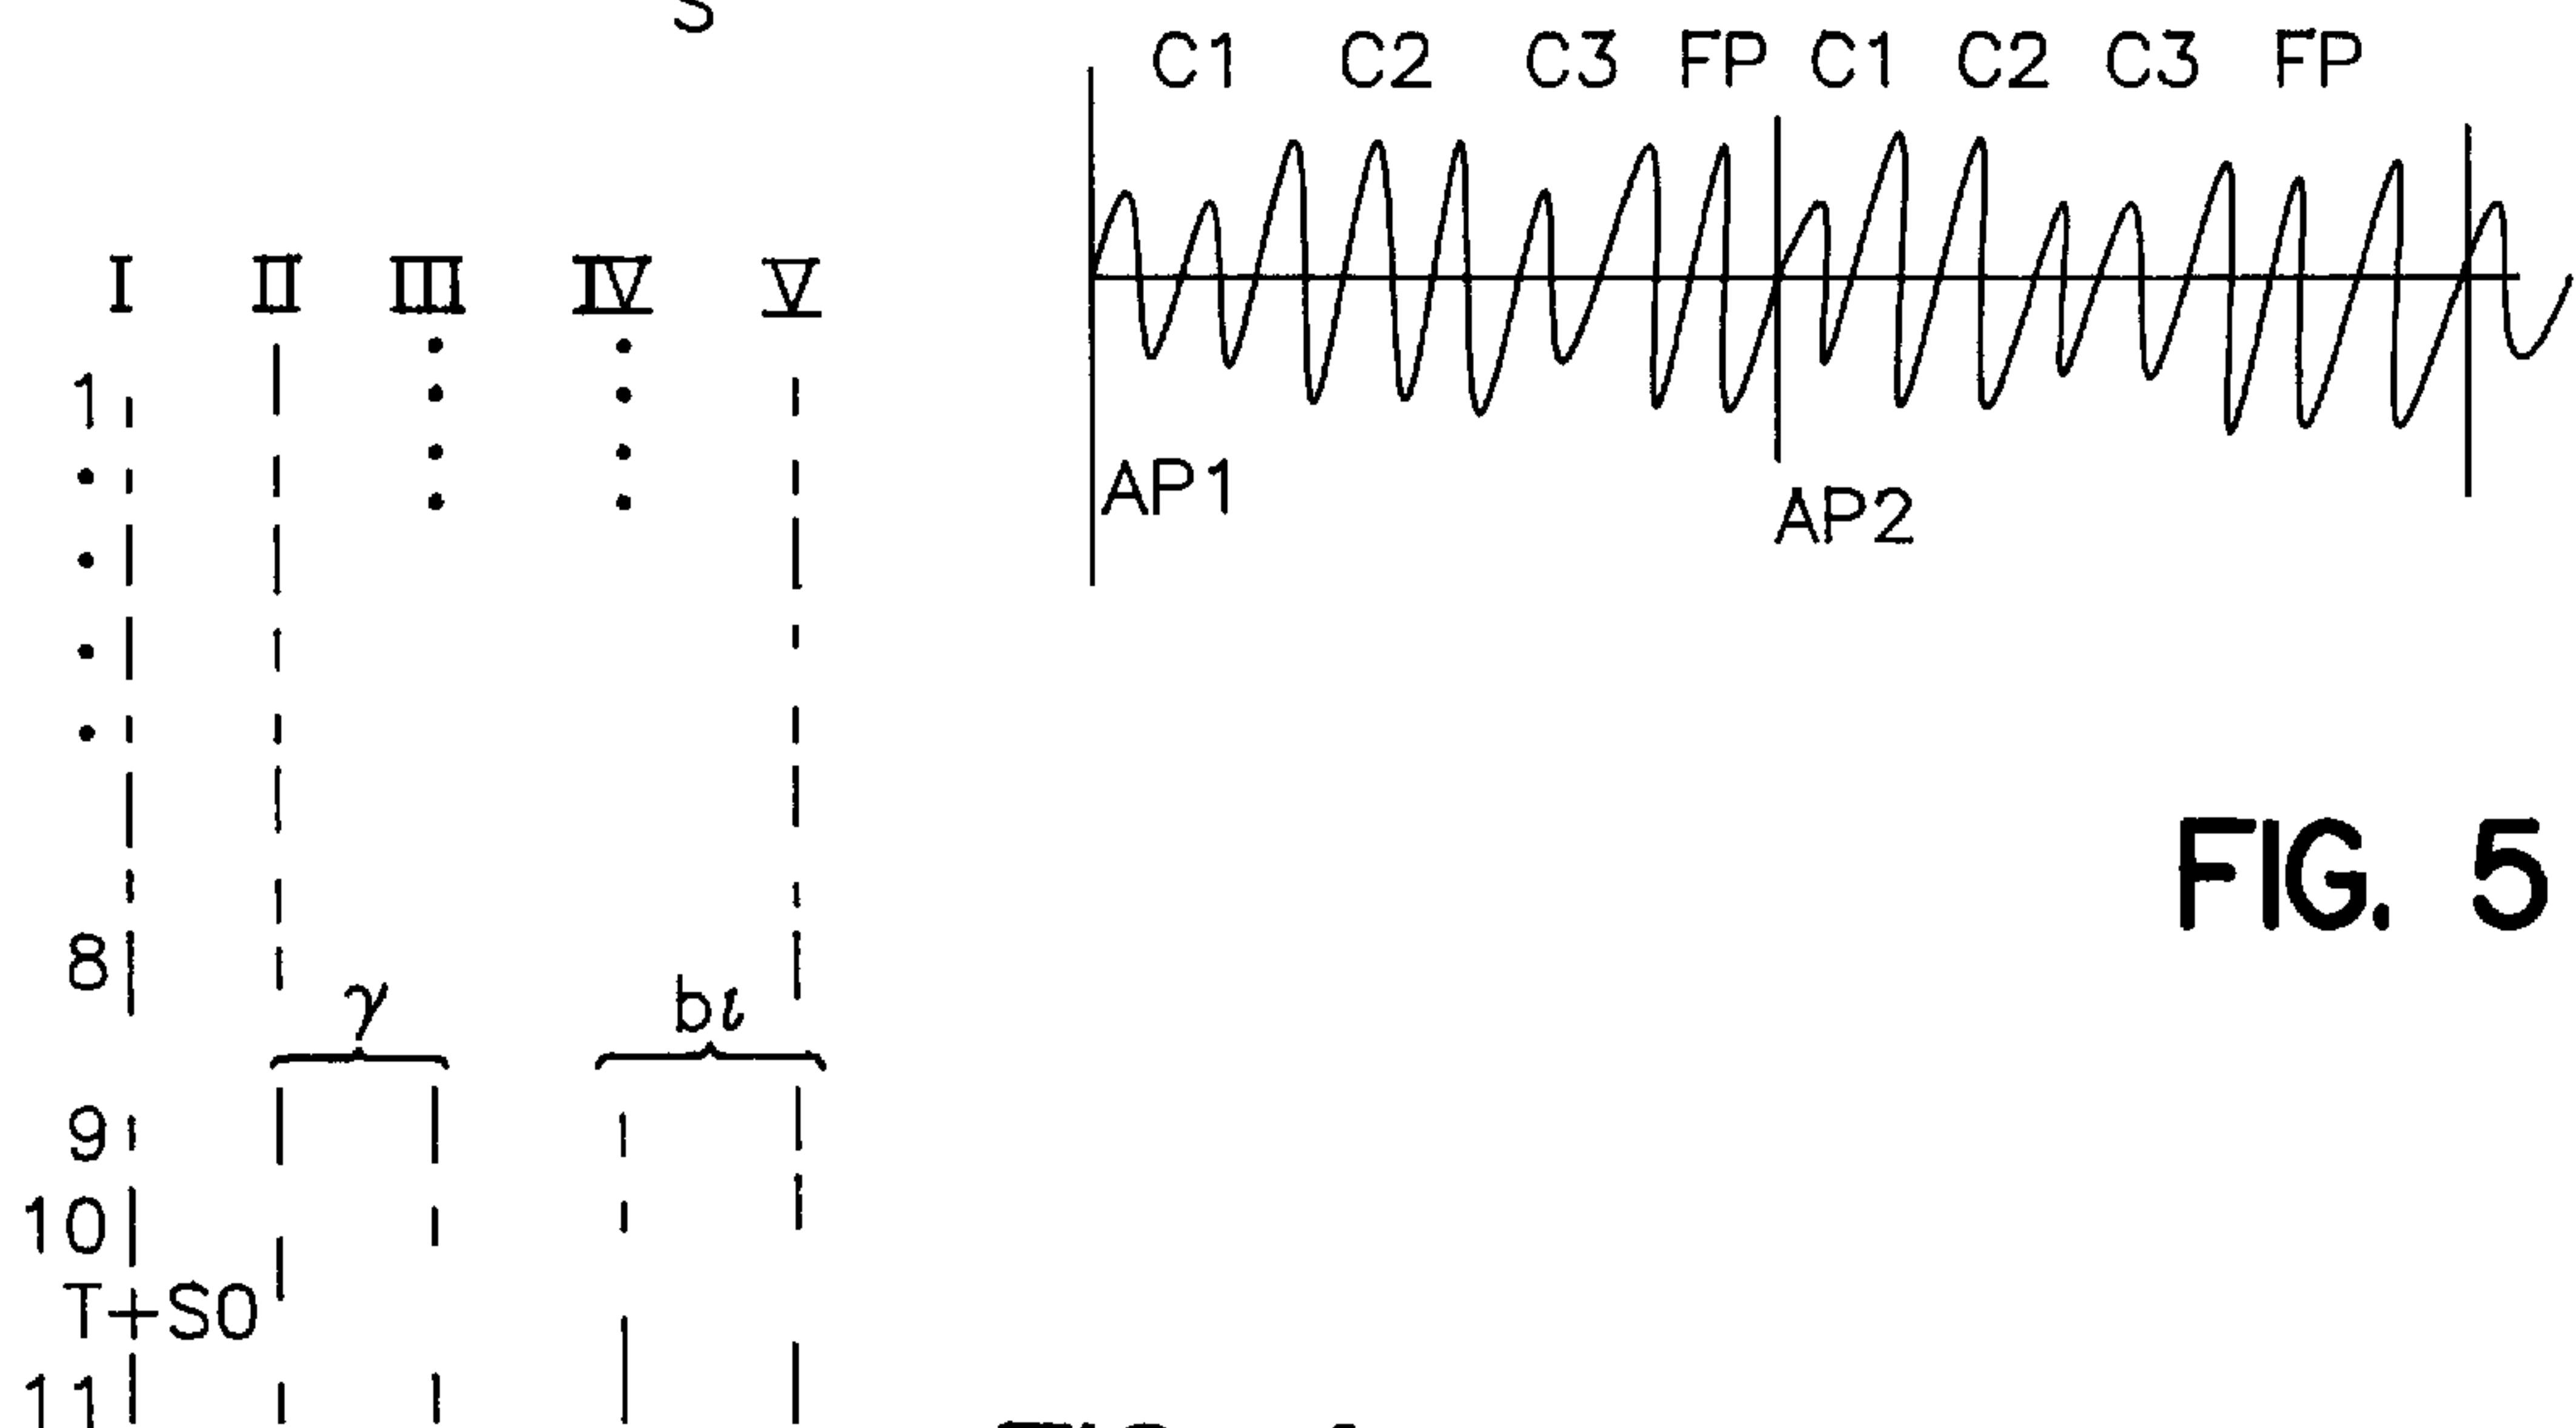 S
C1 C2 C3 FP C1 C2 C3 FP
AP1
AP2
FIG. 5
I II III IV V
1
8
γ
bι
9
10
T+SO
11